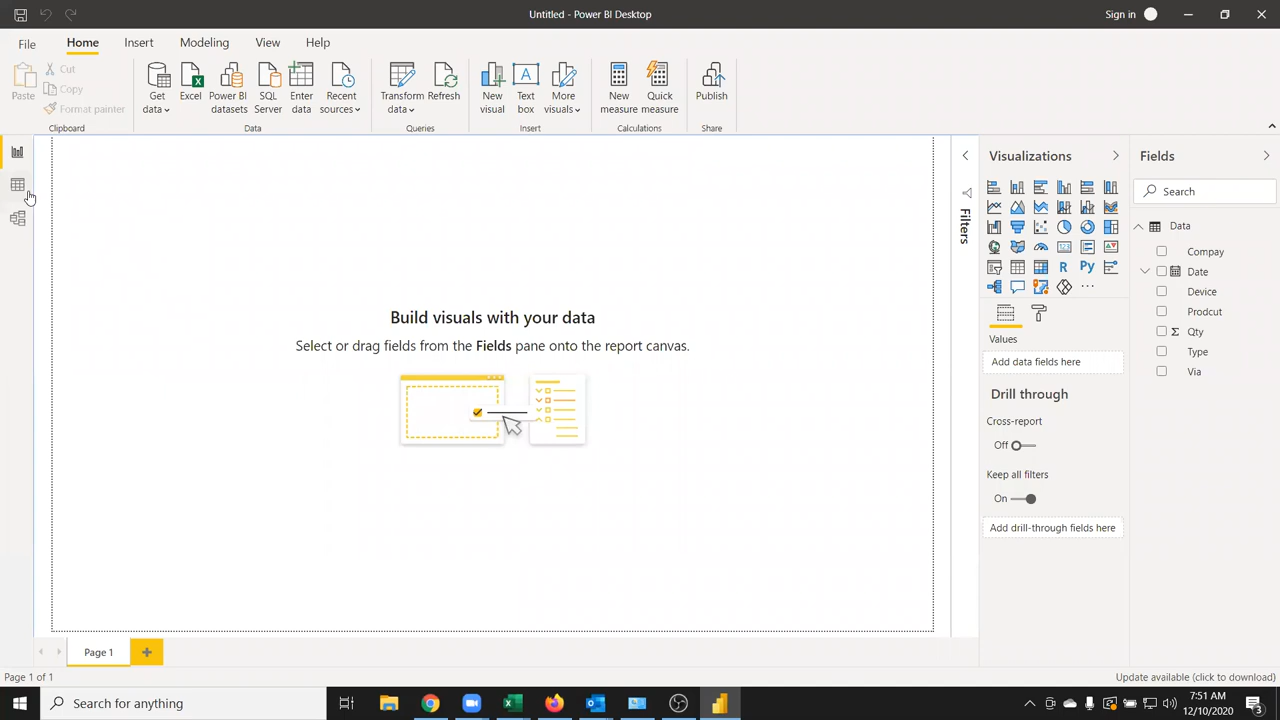 Untitled - Power BI Desktop
Sign in
File
Home
Insert
Modeling
View
Help
Paste
Cut
Copy
Format painter
Clipboard
Get data
Excel
Power BI datasets
SQL Server
Enter data
Recent sources
Data
Transform data
Refresh
Queries
New visual
Text box
More visuals
Insert
New measure
Quick measure
Calculations
Publish
Share
Build visuals with your data
Select or drag fields from the Fields pane onto the report canvas.
Filters
Visualizations
R
Py
123
Values
Add data fields here
Drill through
Cross-report
Off
Keep all filters
On
Add drill-through fields here
Fields
Search
Data
Compay
Date
Device
Prodcut
Σ Qty
Type
Via
Page 1
Page 1 of 1
Update available (click to download)
Search for anything
7:51 AM
12/10/2020
3